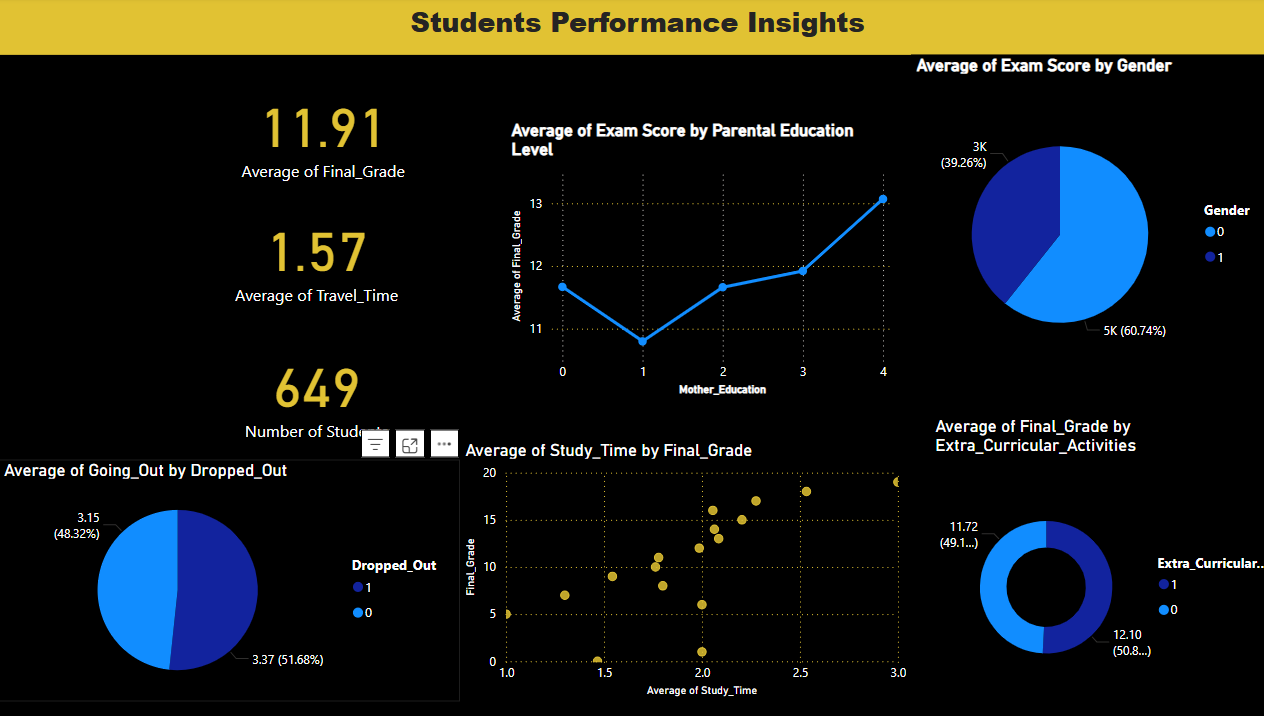 Students Performance Insights
11.91
Average of Final_Grade
1.57
Average of Travel_Time
649
Number of Stude
Average of Exam Score by Parental Education
Level
Average of Final_Grade
13
12
11
0 1 2 3 4
Mother_Education
Average of Exam Score by Gender
3K
(39.26%)
5K (60.74%)
Gender
0
1
Average of Going_Out by Dropped_Out
3.15
(48.32%)
3.37 (51.68%)
Dropped_Out
1
0
Average of Study_Time by Final_Grade
Final_Grade
20
15
10
5
0
1.0 1.5 2.0 2.5 3.0
Average of Study_Time
Average of Final_Grade by
Extra_Curricular_Activities
11.72
(49.1...)
12.10
(50.8...)
Extra_Curricular...
1
0